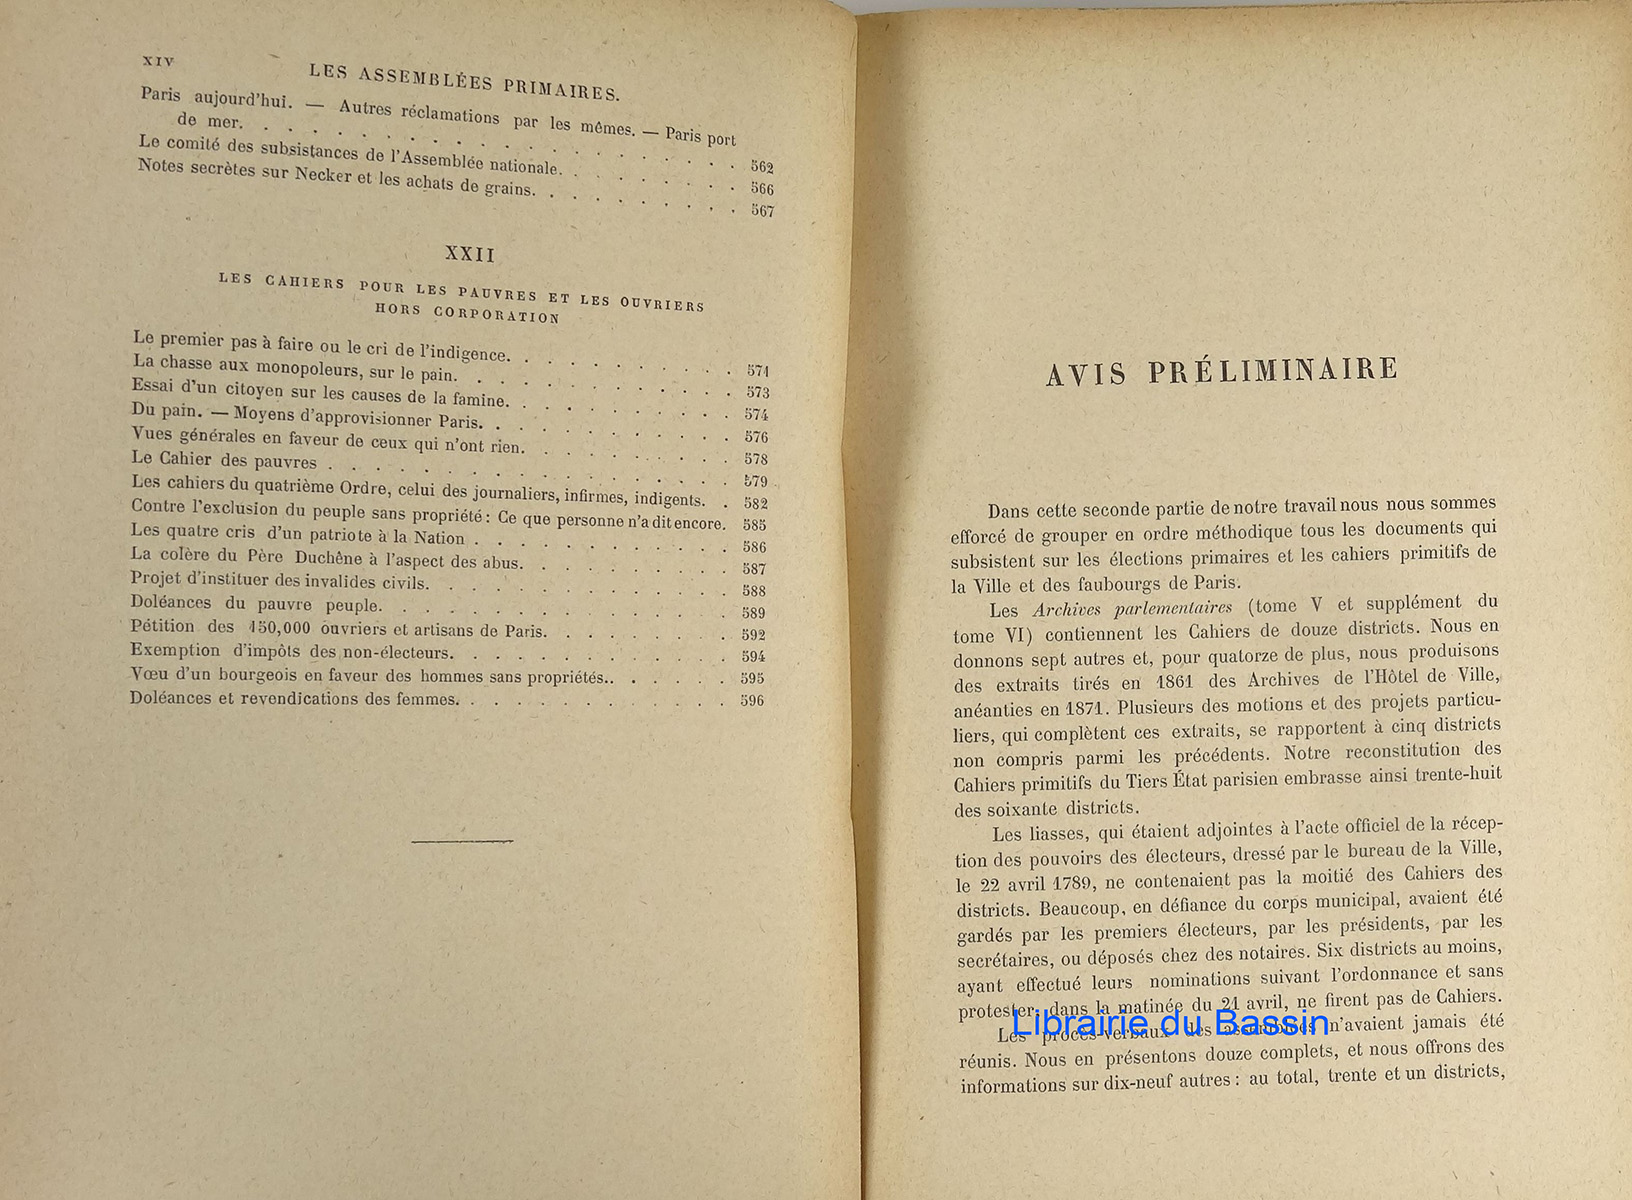 XIV
LES ASSEMBLÉES PRIMAIRES.
Paris aujourd'hui. — Autres réclamations par les mêmes. — Paris port
de mer. . . . . . . . . . . . . . . . . . . . 562
Le comité des subsistances de l'Assemblée nationale. . . . . . . . 566
Notes secrètes sur Necker et les achats de grains. . . . . . . . . 567
XXII
LES CAHIERS POUR LES PAUVRES ET LES OUVRIERS
HORS CORPORATION
Le premier pas à faire ou le cri de l'indigence. . . . . . . . . . 571
La chasse aux monopoleurs, sur le pain. . . . . . . . . . . . 573
Essai d'un citoyen sur les causes de la famine. . . . . . . . . . 574
Du pain. — Moyens d'approvisionner Paris. . . . . . . . . . . 576
Vues générales en faveur de ceux qui n'ont rien. . . . . . . . . 578
Le Cahier des pauvres . . . . . . . . . . . . . . . . . 579
Les cahiers du quatrième Ordre, celui des journaliers, infirmes, indigents. . 582
Contre l'exclusion du peuple sans propriété : Ce que personne n'a dit encore. 585
Les quatre cris d'un patriote à la Nation . . . . . . . . . . . 586
La colère du Père Duchêne à l'aspect des abus. . . . . . . . . 587
Projet d'instituer des invalides civils. . . . . . . . . . . . . 588
Doléances du pauvre peuple. . . . . . . . . . . . . . . 589
Pétition des 150,000 ouvriers et artisans de Paris. . . . . . . . 592
Exemption d'impôts des non-électeurs. . . . . . . . . . . . 594
Vœu d'un bourgeois en faveur des hommes sans propriétés.. . . . . . 595
Doléances et revendications des femmes. . . . . . . . . . . . 596
AVIS PRÉLIMINAIRE
Dans cette seconde partie de notre travail nous nous sommes
efforcé de grouper en ordre méthodique tous les documents qui
subsistent sur les élections primaires et les cahiers primitifs de
la Ville et des faubourgs de Paris.
Les Archives parlementaires (tome V et supplément du
tome VI) contiennent les Cahiers de douze districts. Nous en
donnons sept autres et, pour quatorze de plus, nous produisons
des extraits tirés en 1861 des Archives de l'Hôtel de Ville,
anéanties en 1871. Plusieurs des motions et des projets particu-
liers, qui complètent ces extraits, se rapportent à cinq districts
non compris parmi les précédents. Notre reconstitution des
Cahiers primitifs du Tiers État parisien embrasse ainsi trente-huit
des soixante districts.
Les liasses, qui étaient adjointes à l'acte officiel de la récep-
tion des pouvoirs des électeurs, dressé par le bureau de la Ville,
le 22 avril 1789, ne contenaient pas la moitié des Cahiers des
districts. Beaucoup, en défiance du corps municipal, avaient été
gardés par les premiers électeurs, par les présidents, par les
secrétaires, ou déposés chez des notaires. Six districts au moins,
ayant effectué leurs nominations suivant l'ordonnance et sans
protester, dans la matinée du 21 avril, ne firent pas de Cahiers.
Les procès-verbaux des assemblées n'avaient jamais été
Librairie du Bassin
réunis. Nous en présentons douze complets, et nous offrons des
informations sur dix-neuf autres : au total, trente et un districts,